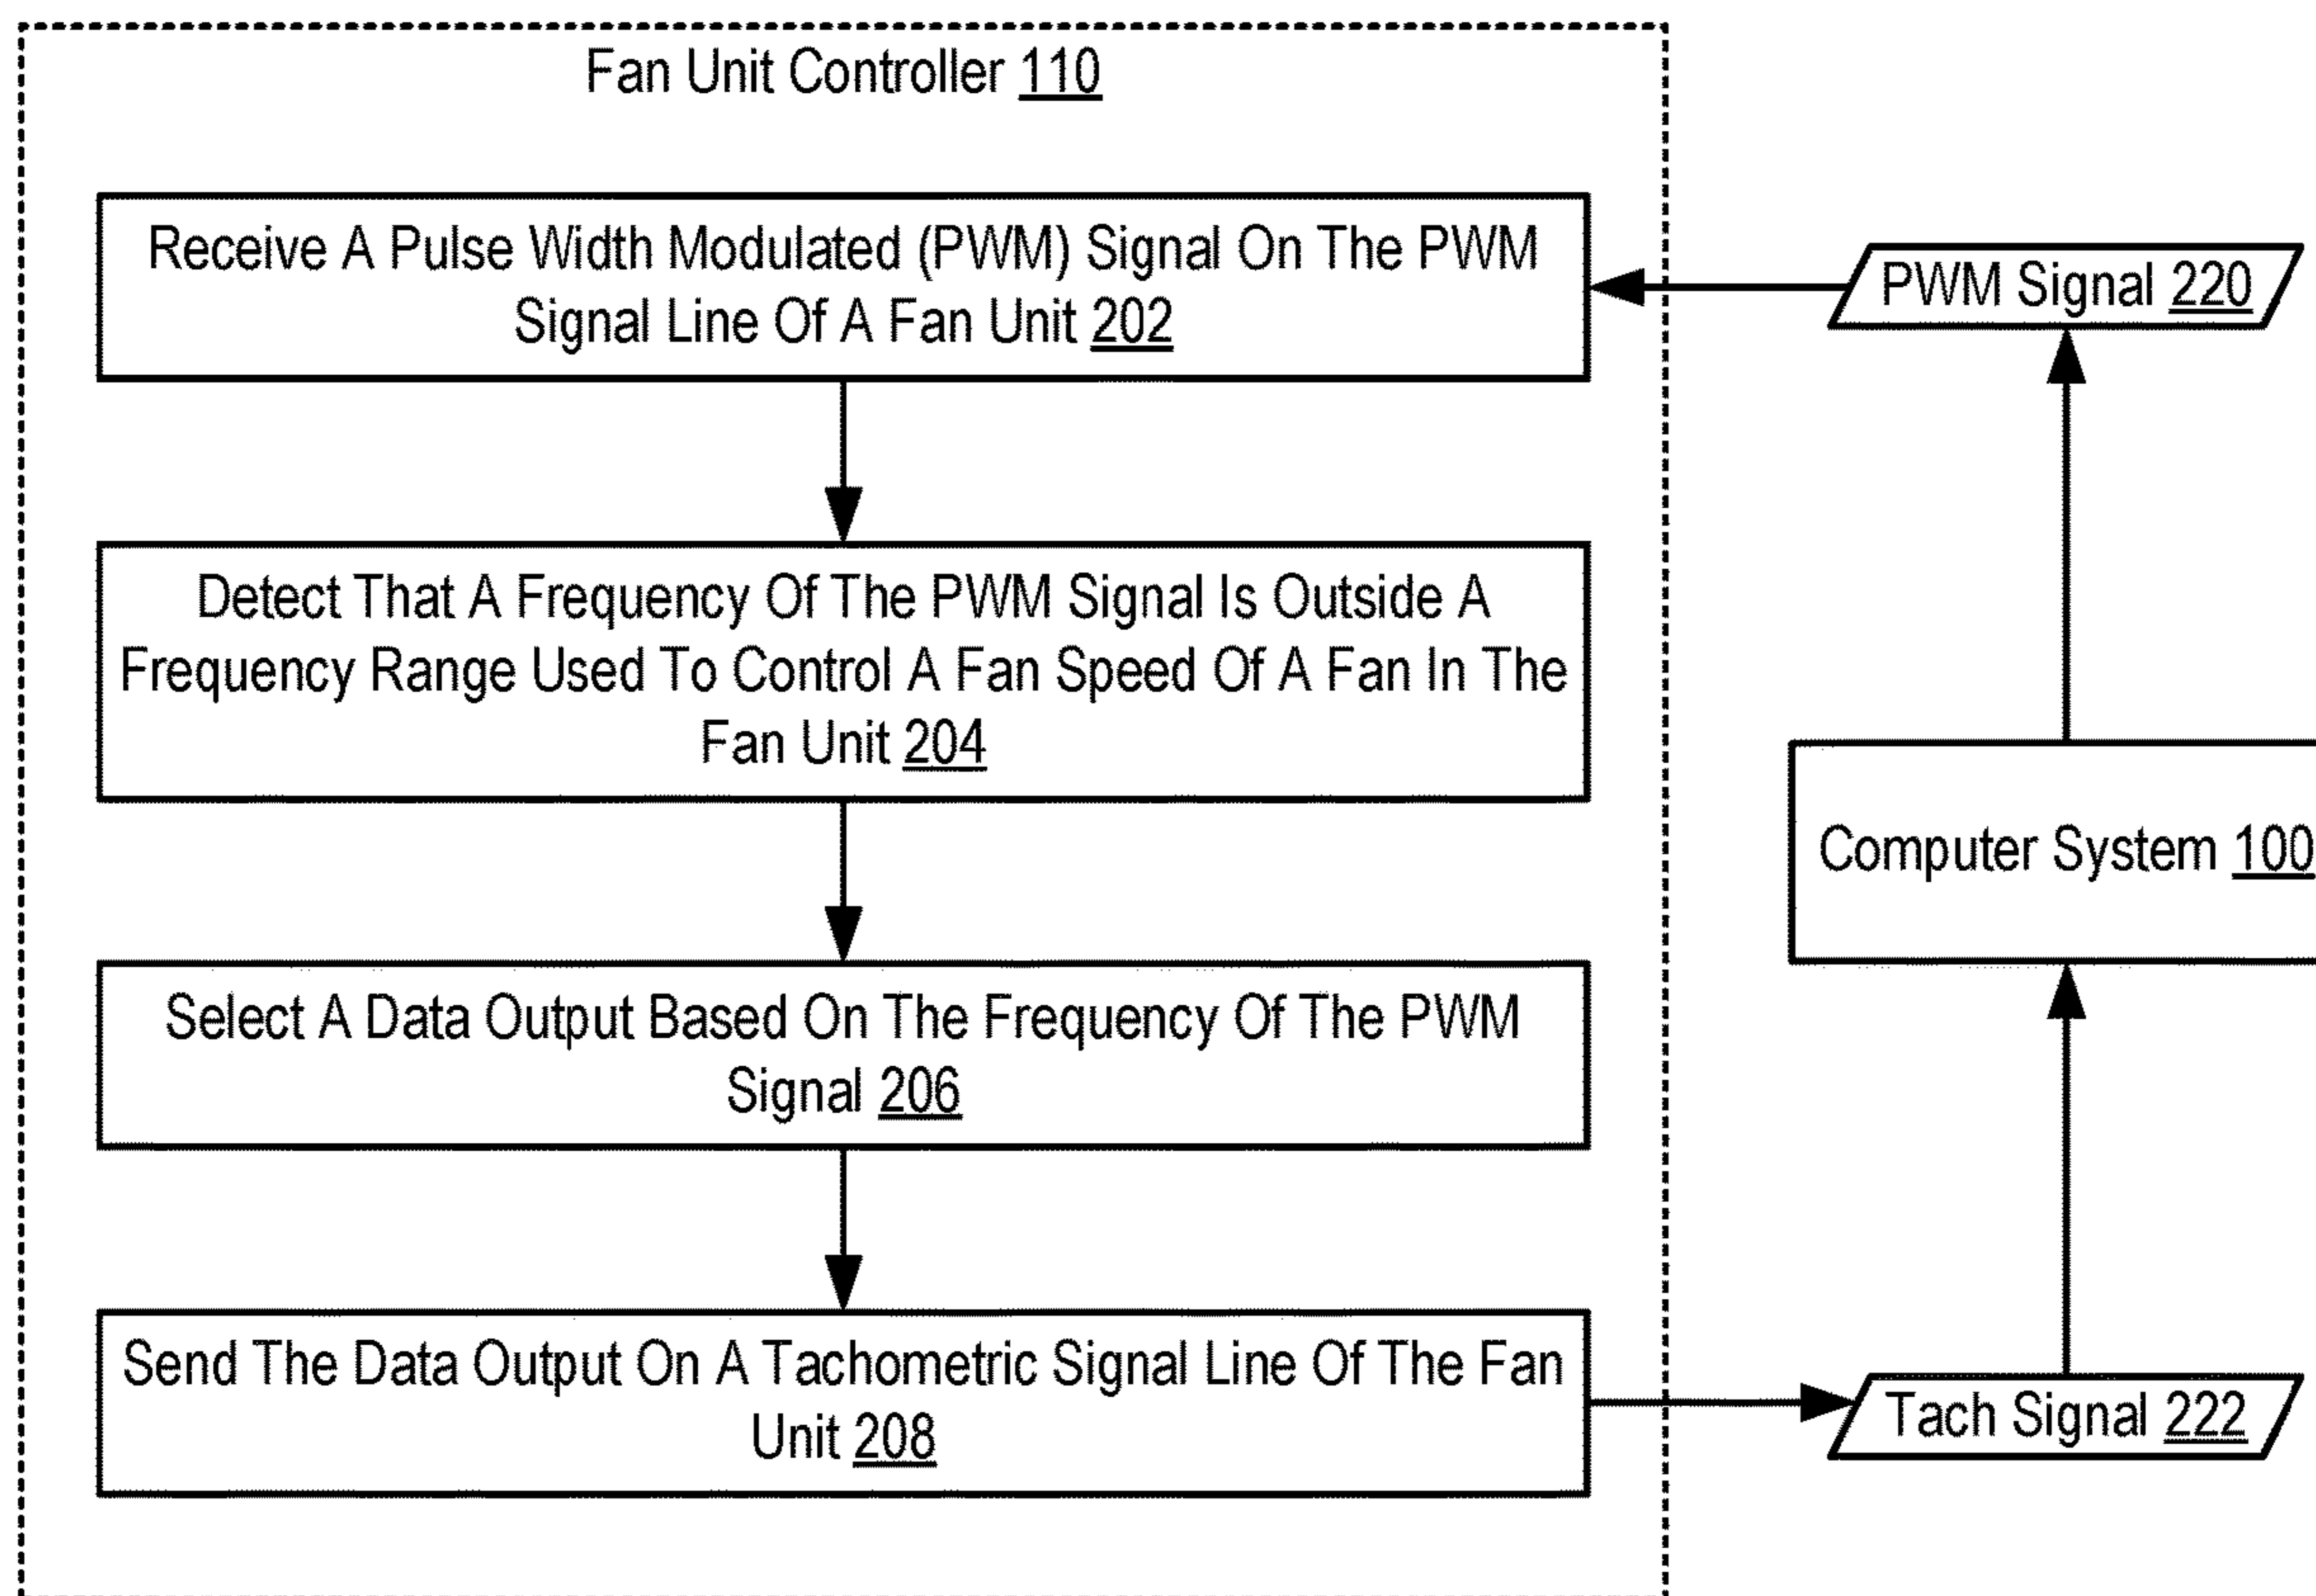 Fan Unit Controller 110
Receive A Pulse Width Modulated (PWM) Signal On The PWM
Signal Line Of A Fan Unit 202
PWM Signal 220
Detect That A Frequency Of The PWM Signal Is Outside A
Frequency Range Used To Control A Fan Speed Of A Fan In The
Fan Unit 204
Computer System 100
Select A Data Output Based On The Frequency Of The PWM
Signal 206
Send The Data Output On A Tachometric Signal Line Of The Fan
Unit 208
Tach Signal 222